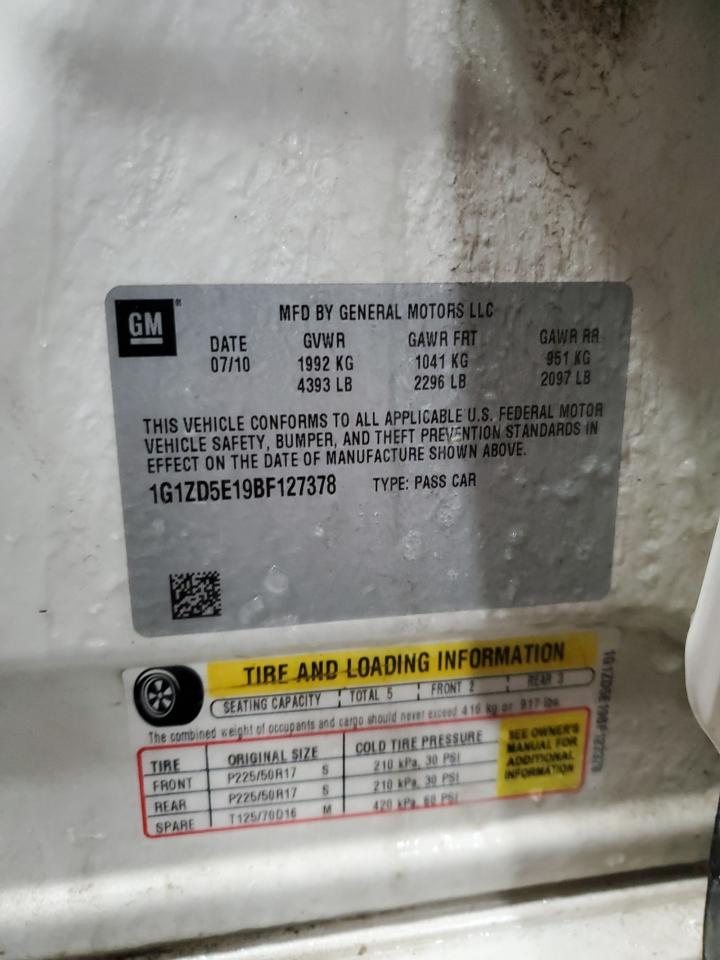 GM
MFD BY GENERAL MOTORS LLC
DATE GVWR GAWR FRT GAWR RR
07/10 1992 KG 1041 KG 951 KG
4393 LB 2296 LB 2097 LB
THIS VEHICLE CONFORMS TO ALL APPLICABLE U.S. FEDERAL MOTOR
VEHICLE SAFETY, BUMPER, AND THEFT PREVENTION STANDARDS IN
EFFECT ON THE DATE OF MANUFACTURE SHOWN ABOVE.
1G1ZD5E19BF127378 TYPE: PASS CAR
TIRE AND LOADING INFORMATION
SEATING CAPACITY TOTAL 5 FRONT 2 REAR 3
The combined weight of occupants and cargo should never exceed 416 kg or 917 lbs.
TIRE ORIGINAL SIZE COLD TIRE PRESSURE
FRONT P225/50R17 S 210 kPa, 30 PSI
REAR P225/50R17 S 210 kPa, 30 PSI
SPARE T125/70D16 M 420 kPa, 60 PSI
SEE OWNER'S
MANUAL FOR
ADDITIONAL
INFORMATION
1G1ZD5E19BF127378